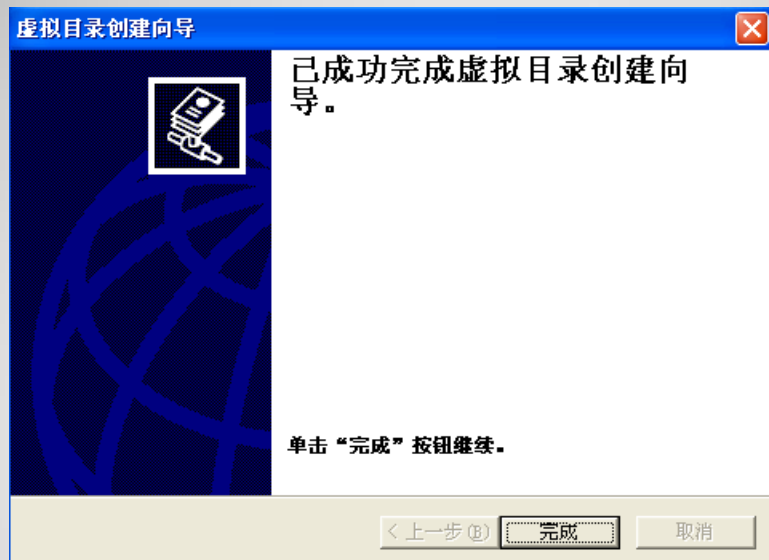 虚拟目录创建向导
已成功完成虚拟目录创建向
导。
单击“完成”按钮继续。
< 上一步(B) 完成 取消